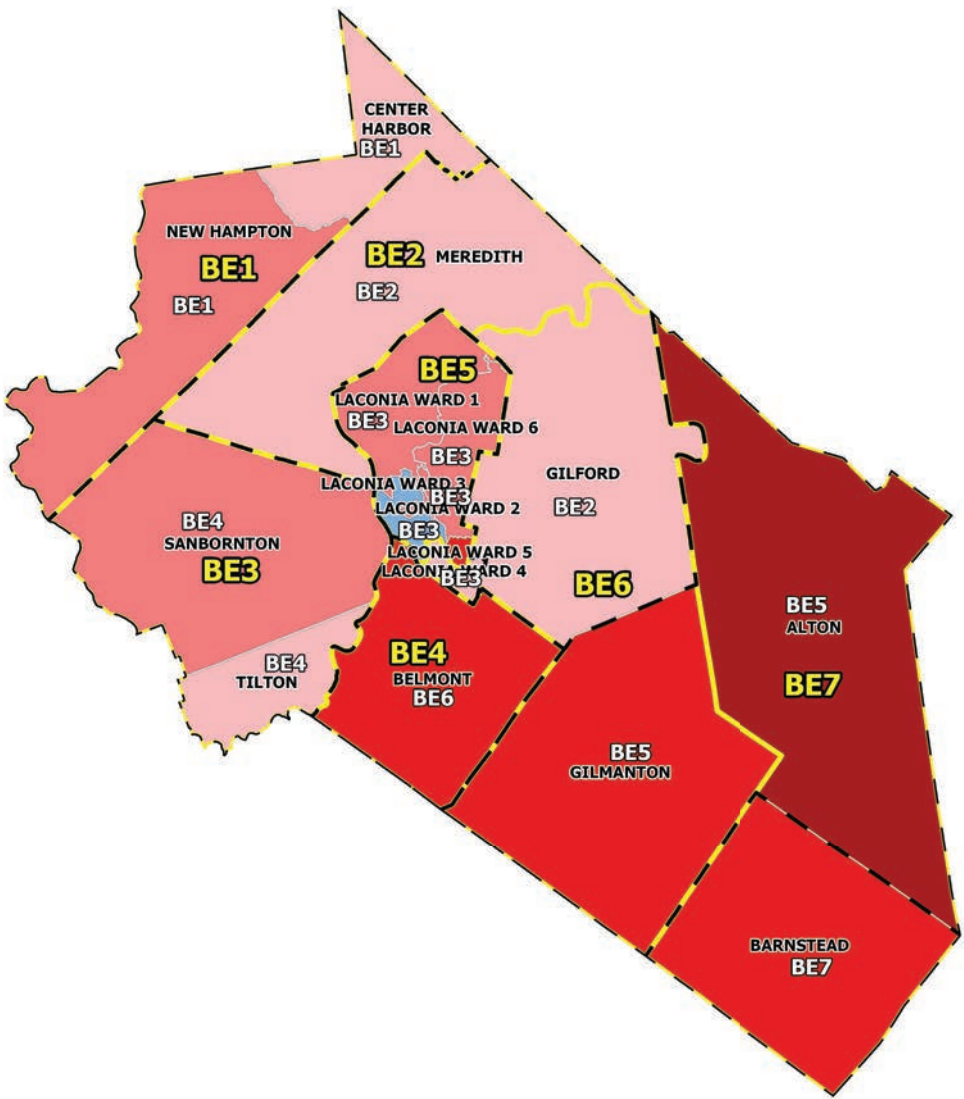 CENTER
HARBOR
BE1
NEW HAMPTON
BE1
BE1
BE2
MEREDITH
BE2
BE5
LACONIA WARD 1
BE3
LACONIA WARD 6
BE3
LACONIA WARD 3
BE3
LACONIA WARD 2
BE3
LACONIA WARD 5
LACONIA WARD 4
BE3
GILFORD
BE2
BE6
BE4
SANBORNTON
BE3
BE4
TILTON
BE4
BELMONT
BE6
BE5
ALTON
BE7
BE5
GILMANTON
BARNSTEAD
BE7